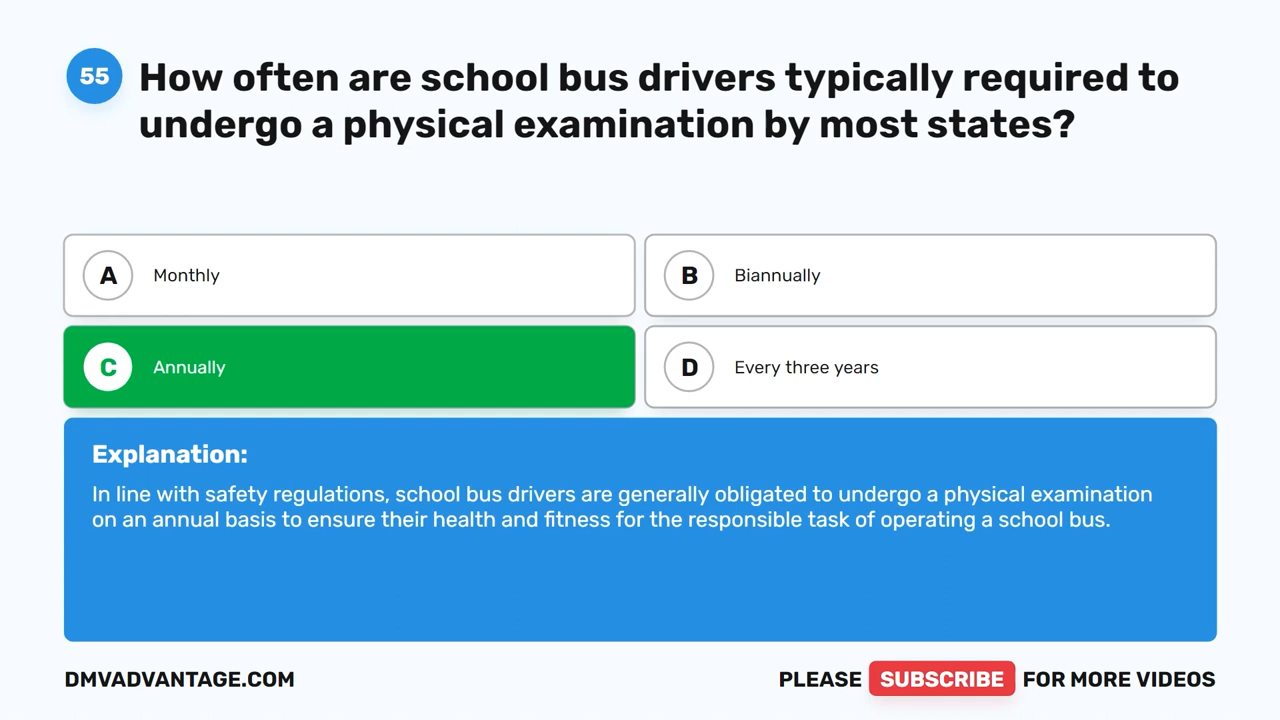 55
How often are school bus drivers typically required to
undergo a physical examination by most states?
A Monthly
B Biannually
C Annually
D Every three years
Explanation:
In line with safety regulations, school bus drivers are generally obligated to undergo a physical examination
on an annual basis to ensure their health and fitness for the responsible task of operating a school bus.
DMVADVANTAGE.COM
PLEASE SUBSCRIBE FOR MORE VIDEOS